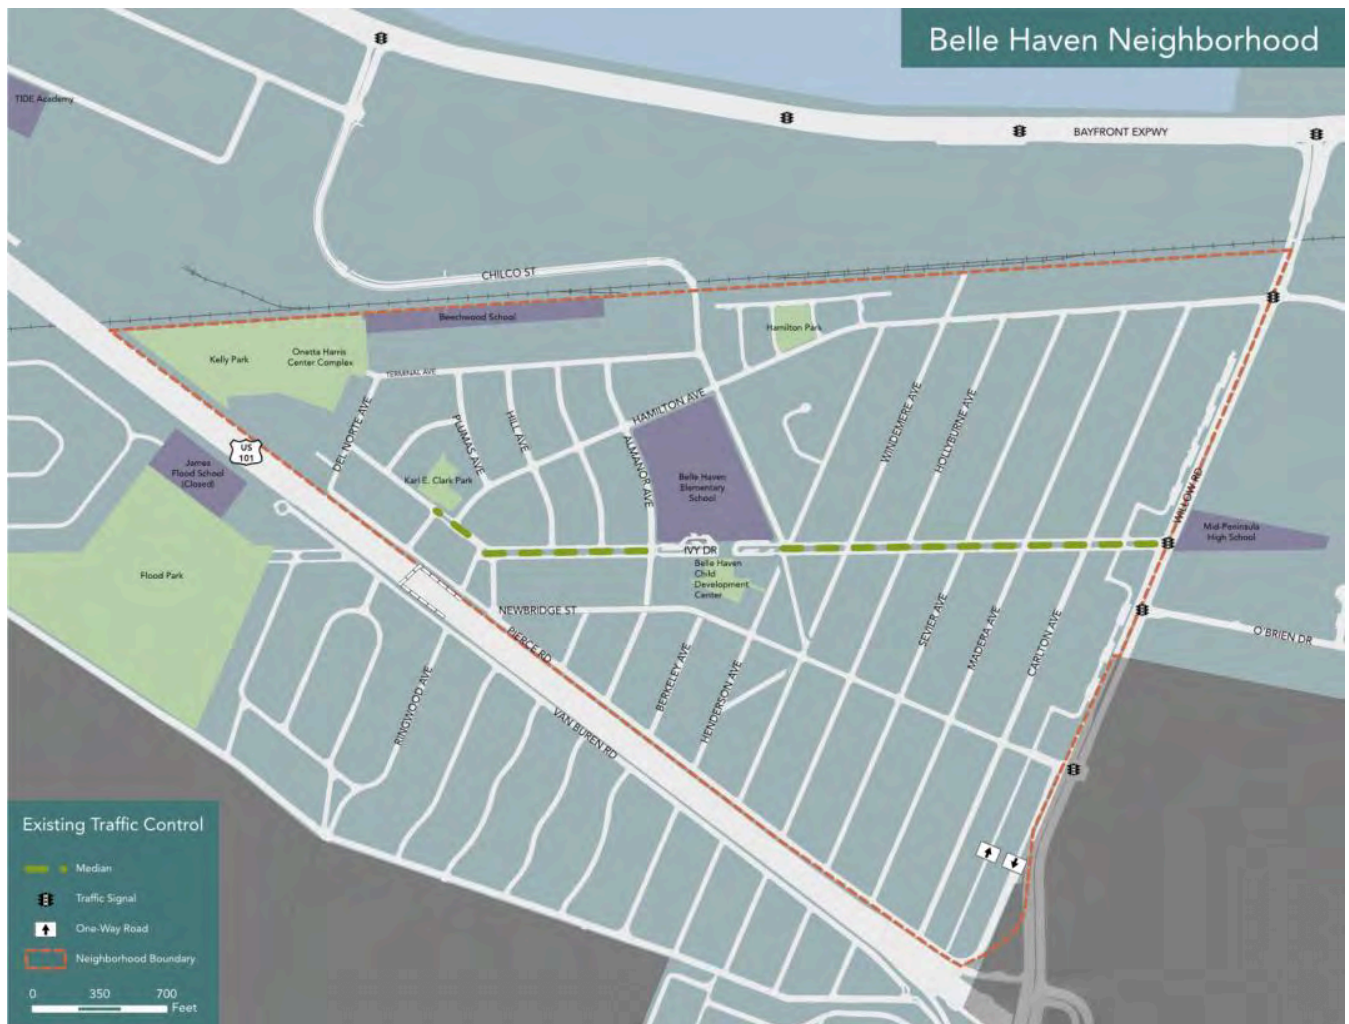 Belle Haven Neighborhood
TIDE Academy
BAYFRONT EXPWY
CHILCO ST
Beechwood School
Hamilton Park
Kelly Park
Onetta Harris
Center Complex
TERMINAL AVE
DEL NORTE AVE
PLUMAS AVE
HILL AVE
HAMILTON AVE
ALMANOR AVE
WINDEMERE AVE
HOLLYBURNE AVE
WILLOW RD
US
101
James
Flood School
(Closed)
Karl E. Clark Park
Belle Haven
Elementary
School
Mid-Peninsula
High School
IVY DR
Belle Haven
Child
Development
Center
Flood Park
NEWBRIDGE ST
PIERCE RD
SEVIER AVE
MADERA AVE
CARLTON AVE
O'BRIEN DR
RINGWOOD AVE
BERKELEY AVE
HENDERSON AVE
VAN BUREN RD
Existing Traffic Control
Median
Traffic Signal
One-Way Road
Neighborhood Boundary
0 350 700
Feet